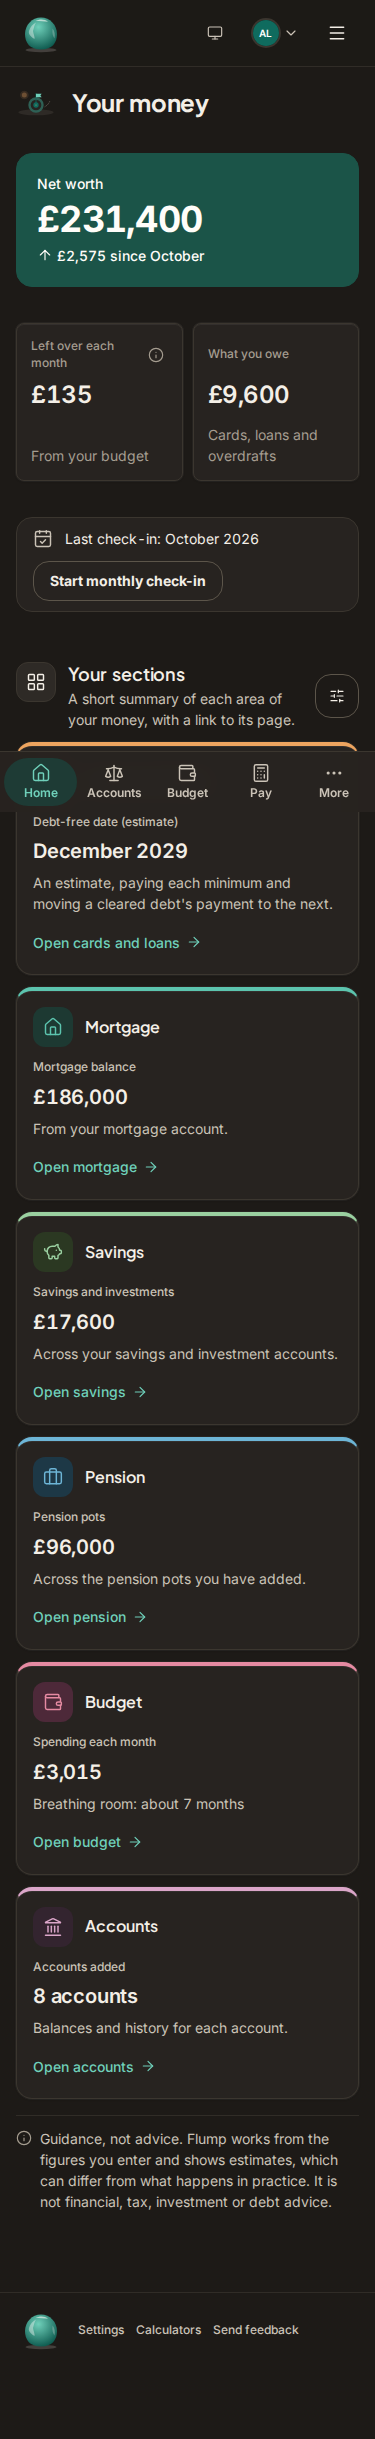 AL
Your money
Net worth
£231,400
↑ £2,575 since October
Left over each
month
£135
From your budget
What you owe
£9,600
Cards, loans and
overdrafts
Last check-in: October 2026
Start monthly check-in
Your sections
A short summary of each area of
your money, with a link to its page.
Home
Accounts
Budget
Pay
More
Debt-free date (estimate)
December 2029
An estimate, paying each minimum and
moving a cleared debt's payment to the next.
Open cards and loans →
Mortgage
Mortgage balance
£186,000
From your mortgage account.
Open mortgage →
Savings
Savings and investments
£17,600
Across your savings and investment accounts.
Open savings →
Pension
Pension pots
£96,000
Across the pension pots you have added.
Open pension →
Budget
Spending each month
£3,015
Breathing room: about 7 months
Open budget →
Accounts
Accounts added
8 accounts
Balances and history for each account.
Open accounts →
Guidance, not advice. Flump works from the
figures you enter and shows estimates, which
can differ from what happens in practice. It is
not financial, tax, investment or debt advice.
Settings
Calculators
Send feedback